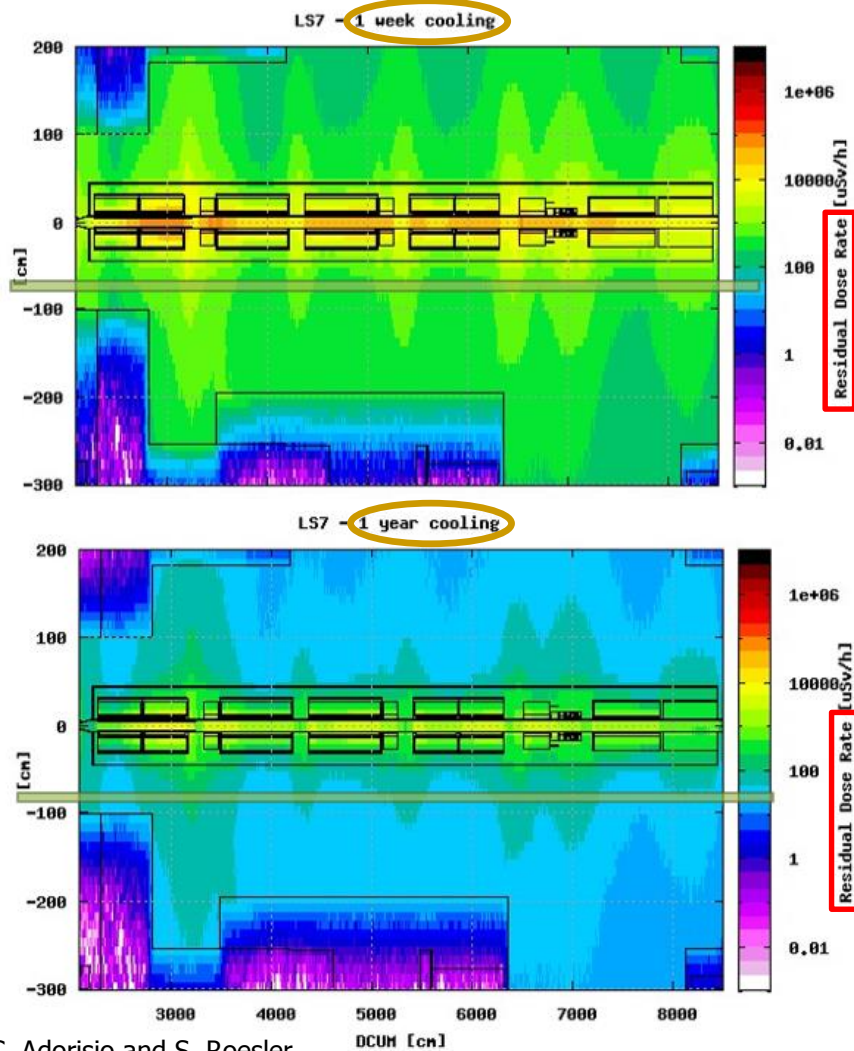 LS7 - 1 week cooling
200
100
0
-100
-200
-300
[cm]
1e+06
10000
100
1
0.01
Residual Dose Rate [uSv/h]
LS7 - 1 year cooling
200
100
0
-100
-200
-300
[cm]
3000 4000 5000 6000 7000 8000
DCUM [cm]
1e+06
10000
100
1
0.01
Residual Dose Rate [uSv/h]
C. Adorisio and S. Roesler